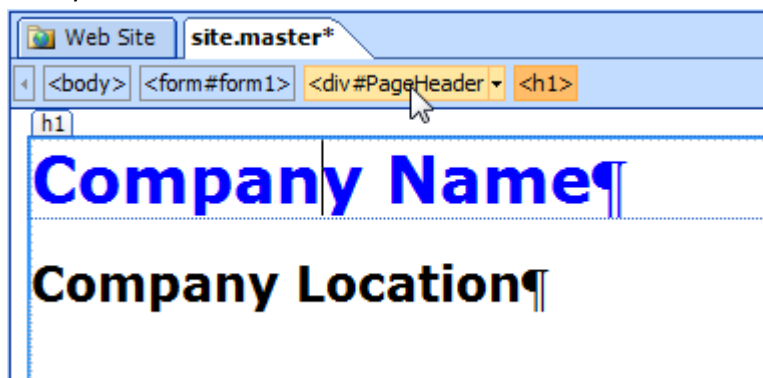 Web Site site.master*
<body> <form#form1> <div#PageHeader <h1>
h1
Company Name¶
Company Location¶